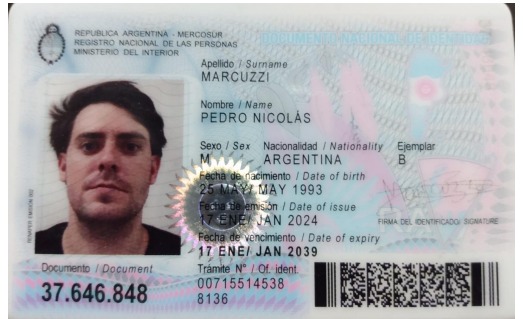 REPUBLICA ARGENTINA - MERCOSUR
REGISTRO NACIONAL DE LAS PERSONAS
MINISTERIO DEL INTERIOR
DOCUMENTO NACIONAL DE IDENTIDAD
Apellido / Surname
MARCUZZI
Nombre / Name
PEDRO NICOLÁS
Sexo / Sex Nacionalidad / Nationality Ejemplar
M ARGENTINA B
Fecha de nacimiento / Date of birth
25 MAY/ MAY 1993
Fecha de emisión / Date of issue
17 ENE/ JAN 2024
FIRMA DEL IDENTIFICADO/ SIGNATURE
Fecha de vencimiento / Date of expiry
17 ENE/ JAN 2039
Documento / Document
37.646.848
Trámite N° / Of. ident.
00715514538
8136